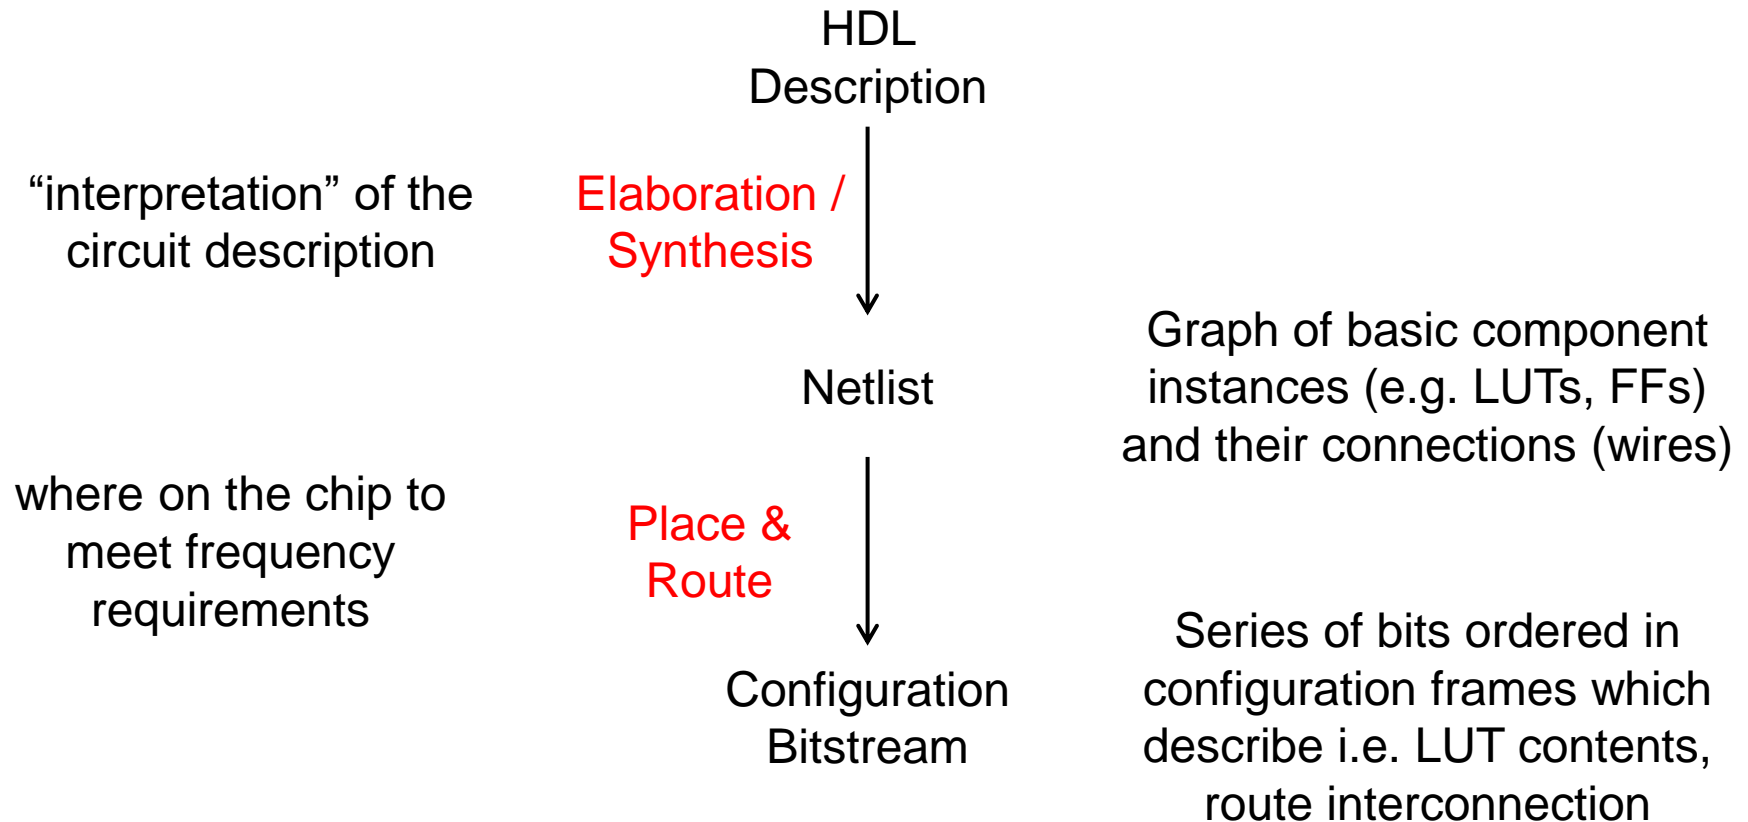 HDL
Description
“interpretation” of the
circuit description
Elaboration /
Synthesis
Netlist
Graph of basic component
instances (e.g. LUTs, FFs)
and their connections (wires)
where on the chip to
meet frequency
requirements
Place &
Route
Configuration
Bitstream
Series of bits ordered in
configuration frames which
describe i.e. LUT contents,
route interconnection